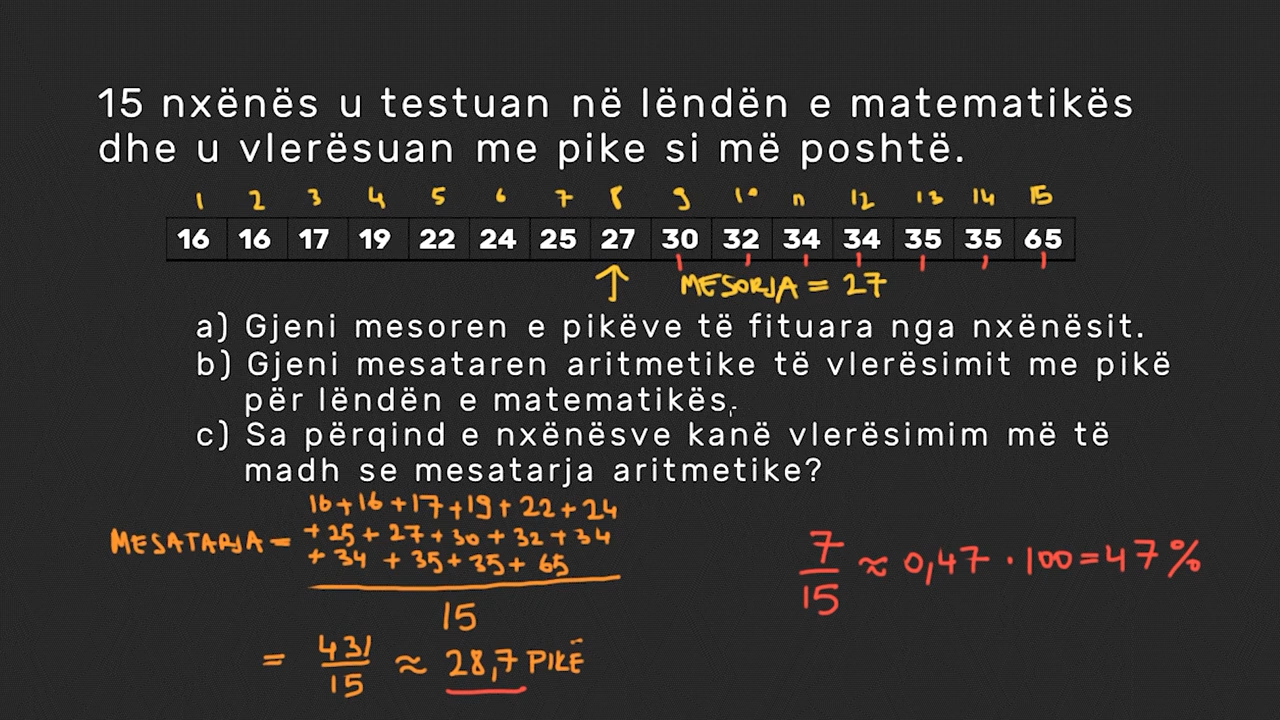 15 nxënës u testuan në lëndën e matematikës
dhe u vlerësuan me pike si më poshtë.
1 2 3 4 5 6 7 8 9 10 11 12 13 14 15
16 16 17 19 22 24 25 27 30 32 34 34 35 35 65
↑ MESORJA = 27
a) Gjeni mesoren e pikëve të fituara nga nxënësit.
b) Gjeni mesataren aritmetike të vlerësimit me pikë
për lëndën e matematikës.
c) Sa përqind e nxënësve kanë vlerësimim më të
madh se mesatarja aritmetike?
MESATARJA = 16+16+17+19+22+24
+25+27+30+32+34
+34+35+35+65
15
= 431/15 ≈ 28,7 PIKË
7/15 ≈ 0,47 · 100 = 47%